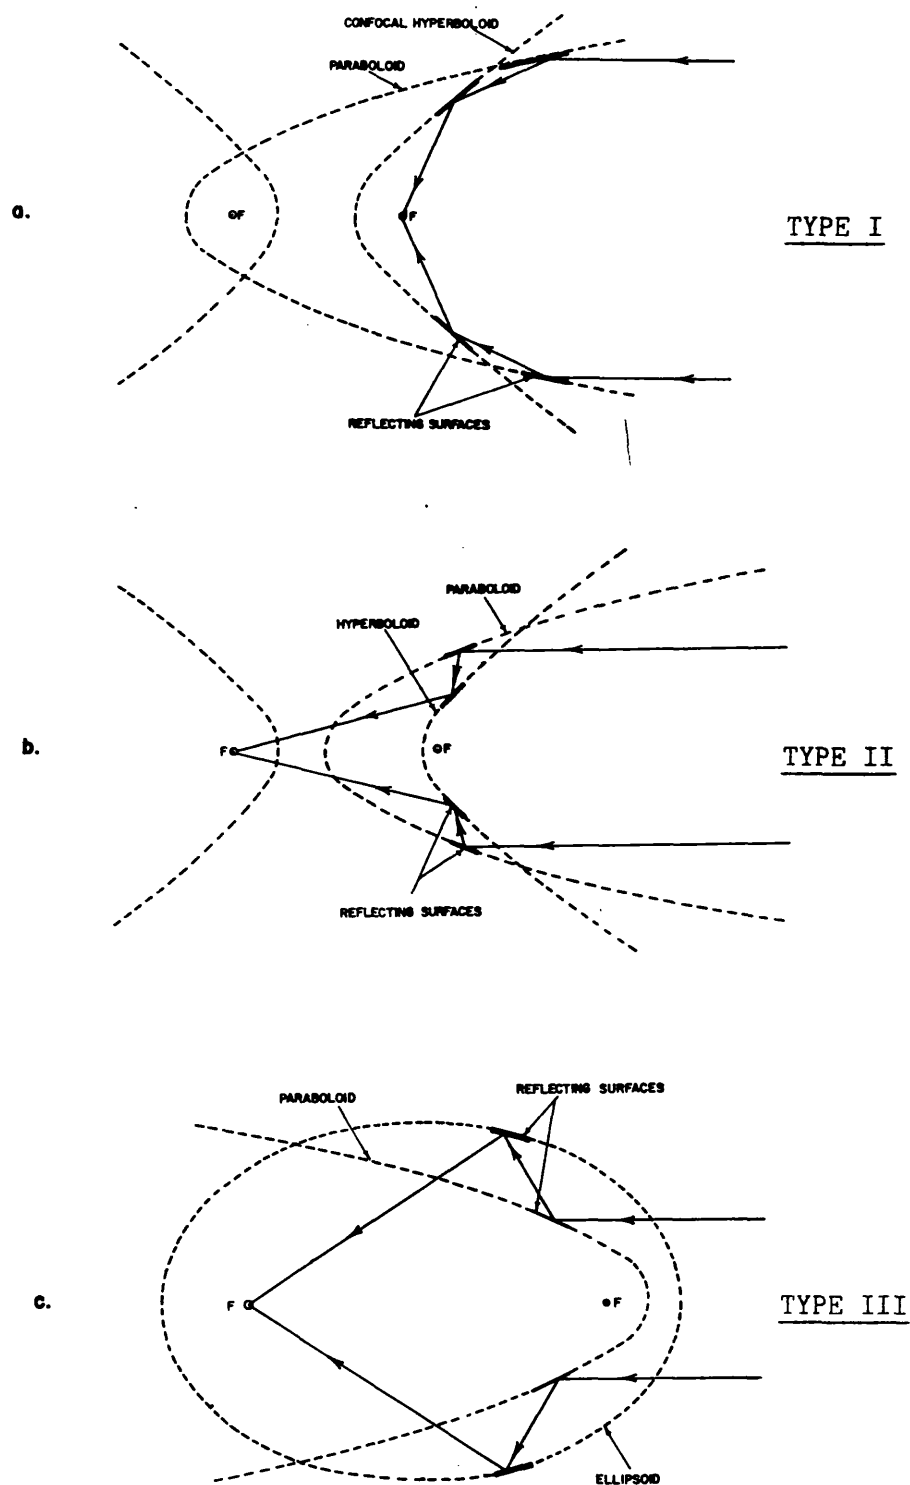 CONFOCAL HYPERBOLOID
PARABOLOID
a.
F
F
TYPE I
REFLECTING SURFACES
PARABOLOID
HYPERBOLOID
b.
F
F
TYPE II
REFLECTING SURFACES
REFLECTING SURFACES
PARABOLOID
c.
F
F
TYPE III
ELLIPSOID